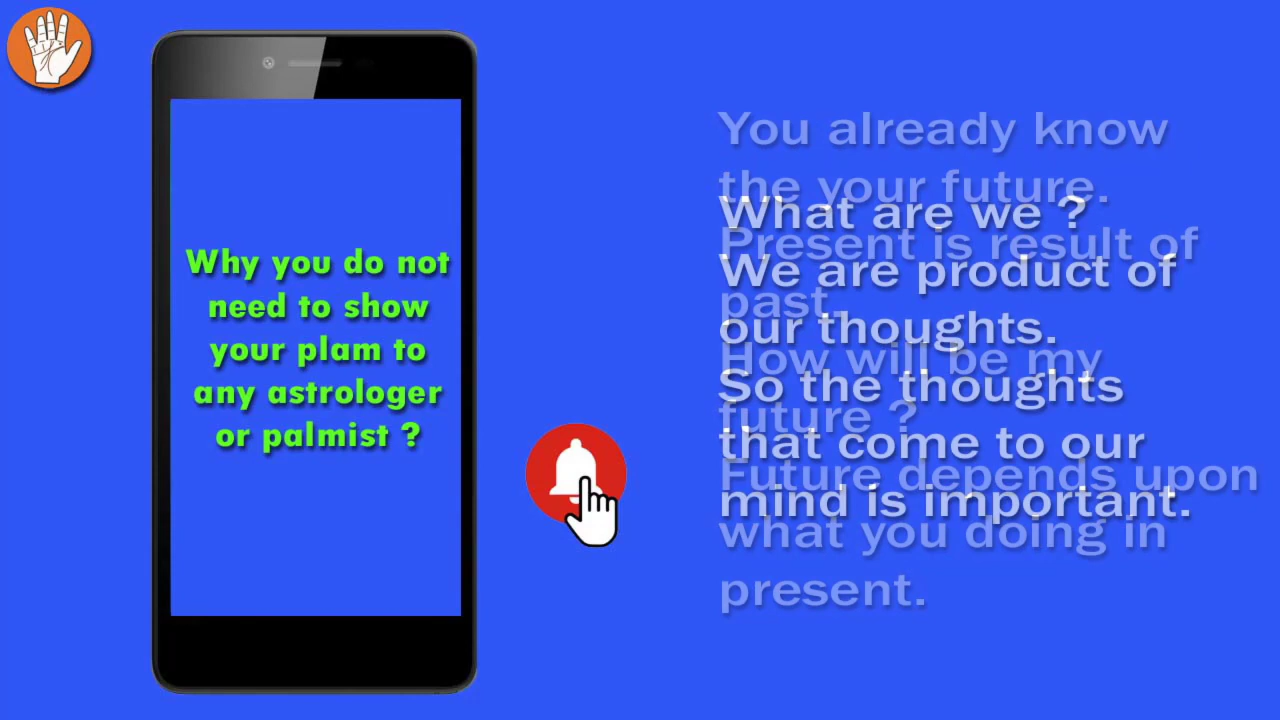 Why you do not
need to show
your plam to
any astrologer
or palmist ?
You already know
the your future.
Present is result of
past.
How will be my
future ?
Future depends upon
what you doing in
present.
What are we ?
We are product of
our thoughts.
So the thoughts
that come to our
mind is important.